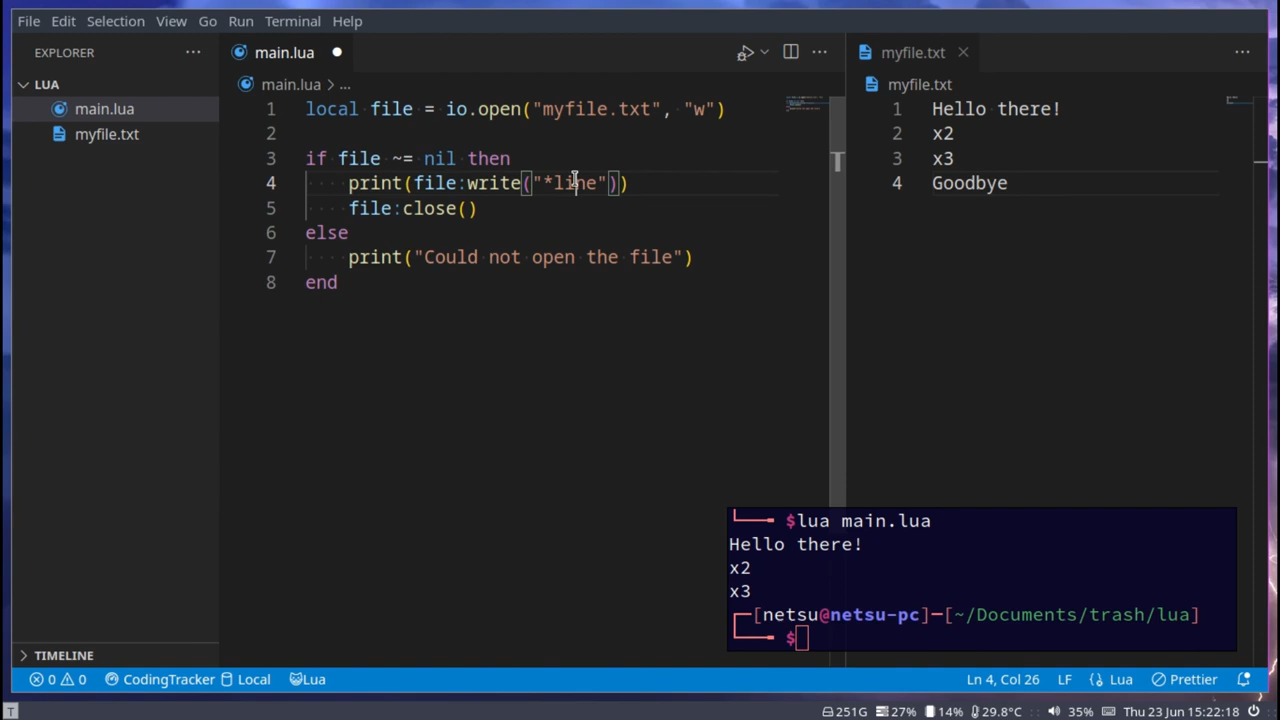 File Edit Selection View Go Run Terminal Help
EXPLORER
LUA
main.lua
myfile.txt
main.lua
main.lua > ...
1 local file = io.open("myfile.txt", "w")
2
3 if file ~= nil then
4 print(file:write("*line"))
5 file:close()
6 else
7 print("Could not open the file")
8 end
myfile.txt
myfile.txt
1 Hello there!
2 x2
3 x3
4 Goodbye
$lua main.lua
Hello there!
x2
x3
[netsu@netsu-pc]-[~/Documents/trash/lua]
$
TIMELINE
0 0 CodingTracker Local Lua Ln 4, Col 26 LF Lua Prettier
T 251G 27% 14% 29.8°C 35% Thu 23 Jun 15:22:18